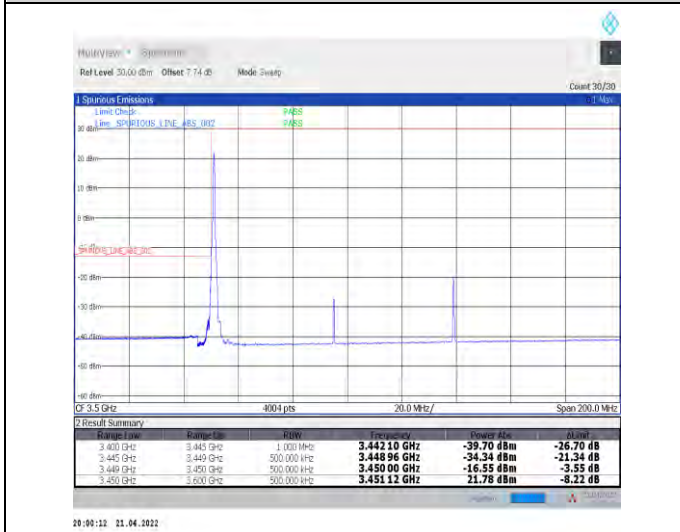 MultiView Spurious
Ref Level 30.00 dBm Offset 7.74 dB Mode Sweep
Count 30/30
1 Spurious Emissions 1 Max
Limit Check PASS
Line _SPURIOUS_LINE_ABS_002 PASS
30 dBm
20 dBm
10 dBm
0 dBm
_SPURIOUS_LINE_ABS_002
-20 dBm
-30 dBm
-40 dBm
-50 dBm
-60 dBm
CF 3.5 GHz 4004 pts 20.0 MHz/ Span 200.0 MHz
2 Result Summary
Range Low Range Up RBW Frequency Power Abs ΔLimit
3.400 GHz 3.445 GHz 1.000 MHz 3.442 10 GHz -39.70 dBm -26.70 dB
3.445 GHz 3.449 GHz 500.000 kHz 3.448 96 GHz -34.34 dBm -21.34 dB
3.449 GHz 3.450 GHz 500.000 kHz 3.450 00 GHz -16.55 dBm -3.55 dB
3.450 GHz 3.600 GHz 500.000 kHz 3.451 12 GHz 21.78 dBm -8.22 dB
20:00:12 21.06.2022